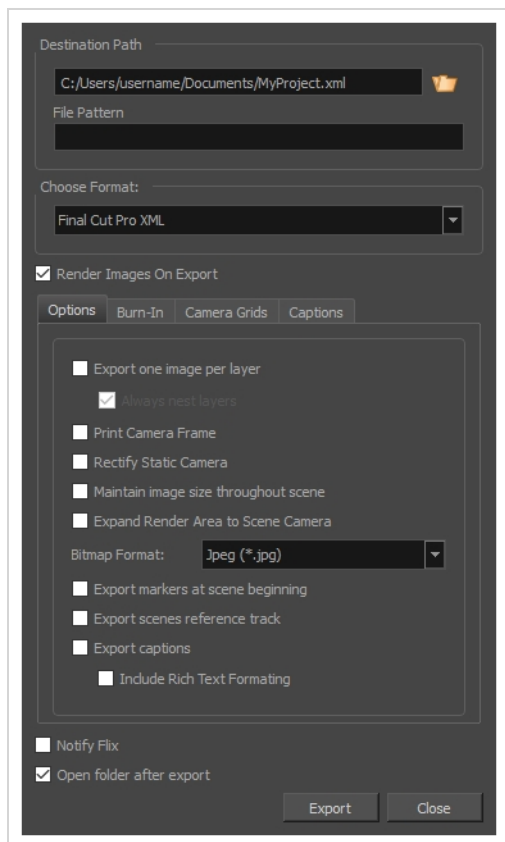 Destination Path
C:/Users/username/Documents/MyProject.xml
File Pattern
Choose Format:
Final Cut Pro XML
Render Images On Export
Options Burn-In Camera Grids Captions
Export one image per layer
Always nest layers
Print Camera Frame
Rectify Static Camera
Maintain image size throughout scene
Expand Render Area to Scene Camera
Bitmap Format: Jpeg (*.jpg)
Export markers at scene beginning
Export scenes reference track
Export captions
Include Rich Text Formating
Notify Flix
Open folder after export
Export Close